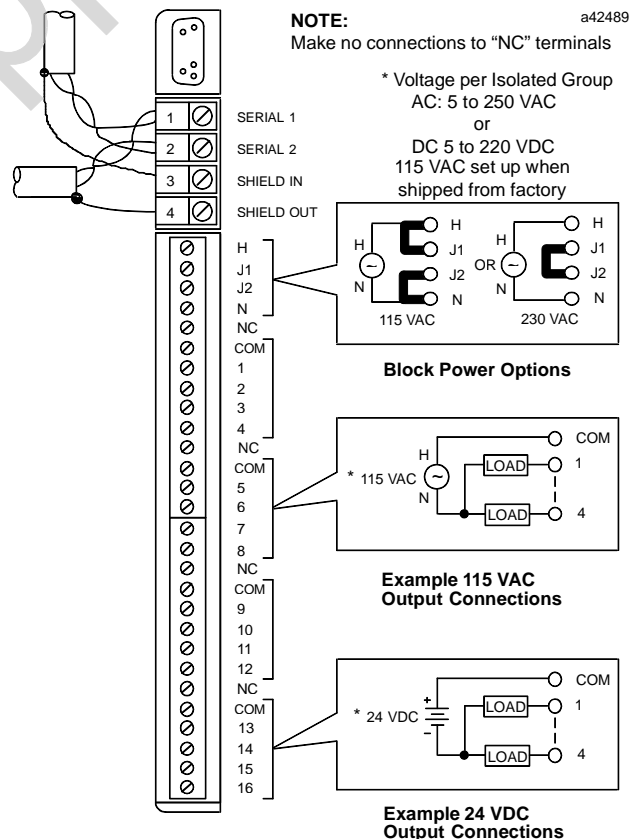 NOTE:
a42489
Make no connections to “NC” terminals
* Voltage per Isolated Group
AC: 5 to 250 VAC
or
DC 5 to 220 VDC
115 VAC set up when
shipped from factory
1
SERIAL 1
2
SERIAL 2
3
SHIELD IN
4
SHIELD OUT
H
J1
J2
N
NC
COM
1
2
3
4
NC
COM
5
6
7
8
NC
COM
9
10
11
12
NC
COM
13
14
15
16
H
H
J1
J2
N
N
115 VAC
OR
H
H
J1
J2
N
N
230 VAC
Block Power Options
COM
H
LOAD
1
* 115 VAC
N
LOAD
4
Example 115 VAC
Output Connections
COM
+
LOAD
1
* 24 VDC
–
LOAD
4
Example 24 VDC
Output Connections